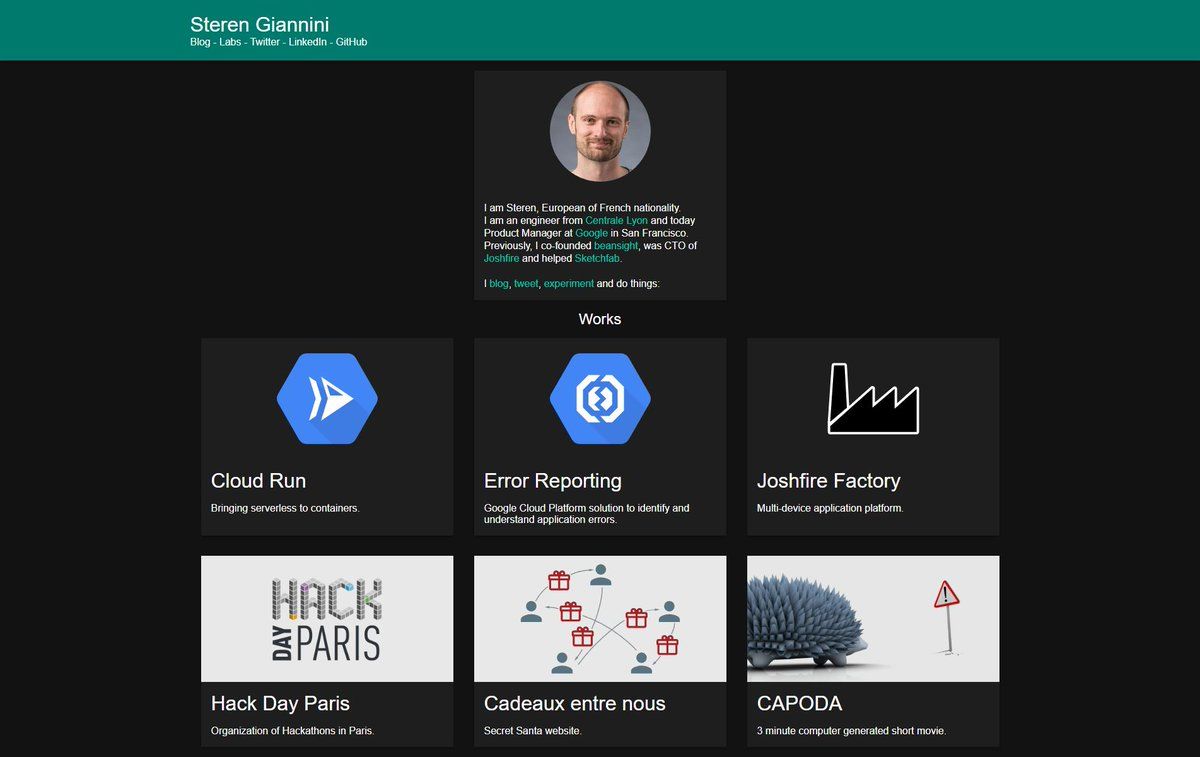 Steren Giannini
Blog - Labs - Twitter - LinkedIn - GitHub
I am Steren, European of French nationality.
I am an engineer from Centrale Lyon and today
Product Manager at Google in San Francisco.
Previously, I co-founded beansight, was CTO of
Joshfire and helped Sketchfab.
I blog, tweet, experiment and do things:
Works
Cloud Run
Bringing serverless to containers.
Error Reporting
Google Cloud Platform solution to identify and
understand application errors.
Joshfire Factory
Multi-device application platform.
HACK
DAY PARIS
Hack Day Paris
Organization of Hackathons in Paris.
Cadeaux entre nous
Secret Santa website.
!
CAPODA
3 minute computer generated short movie.